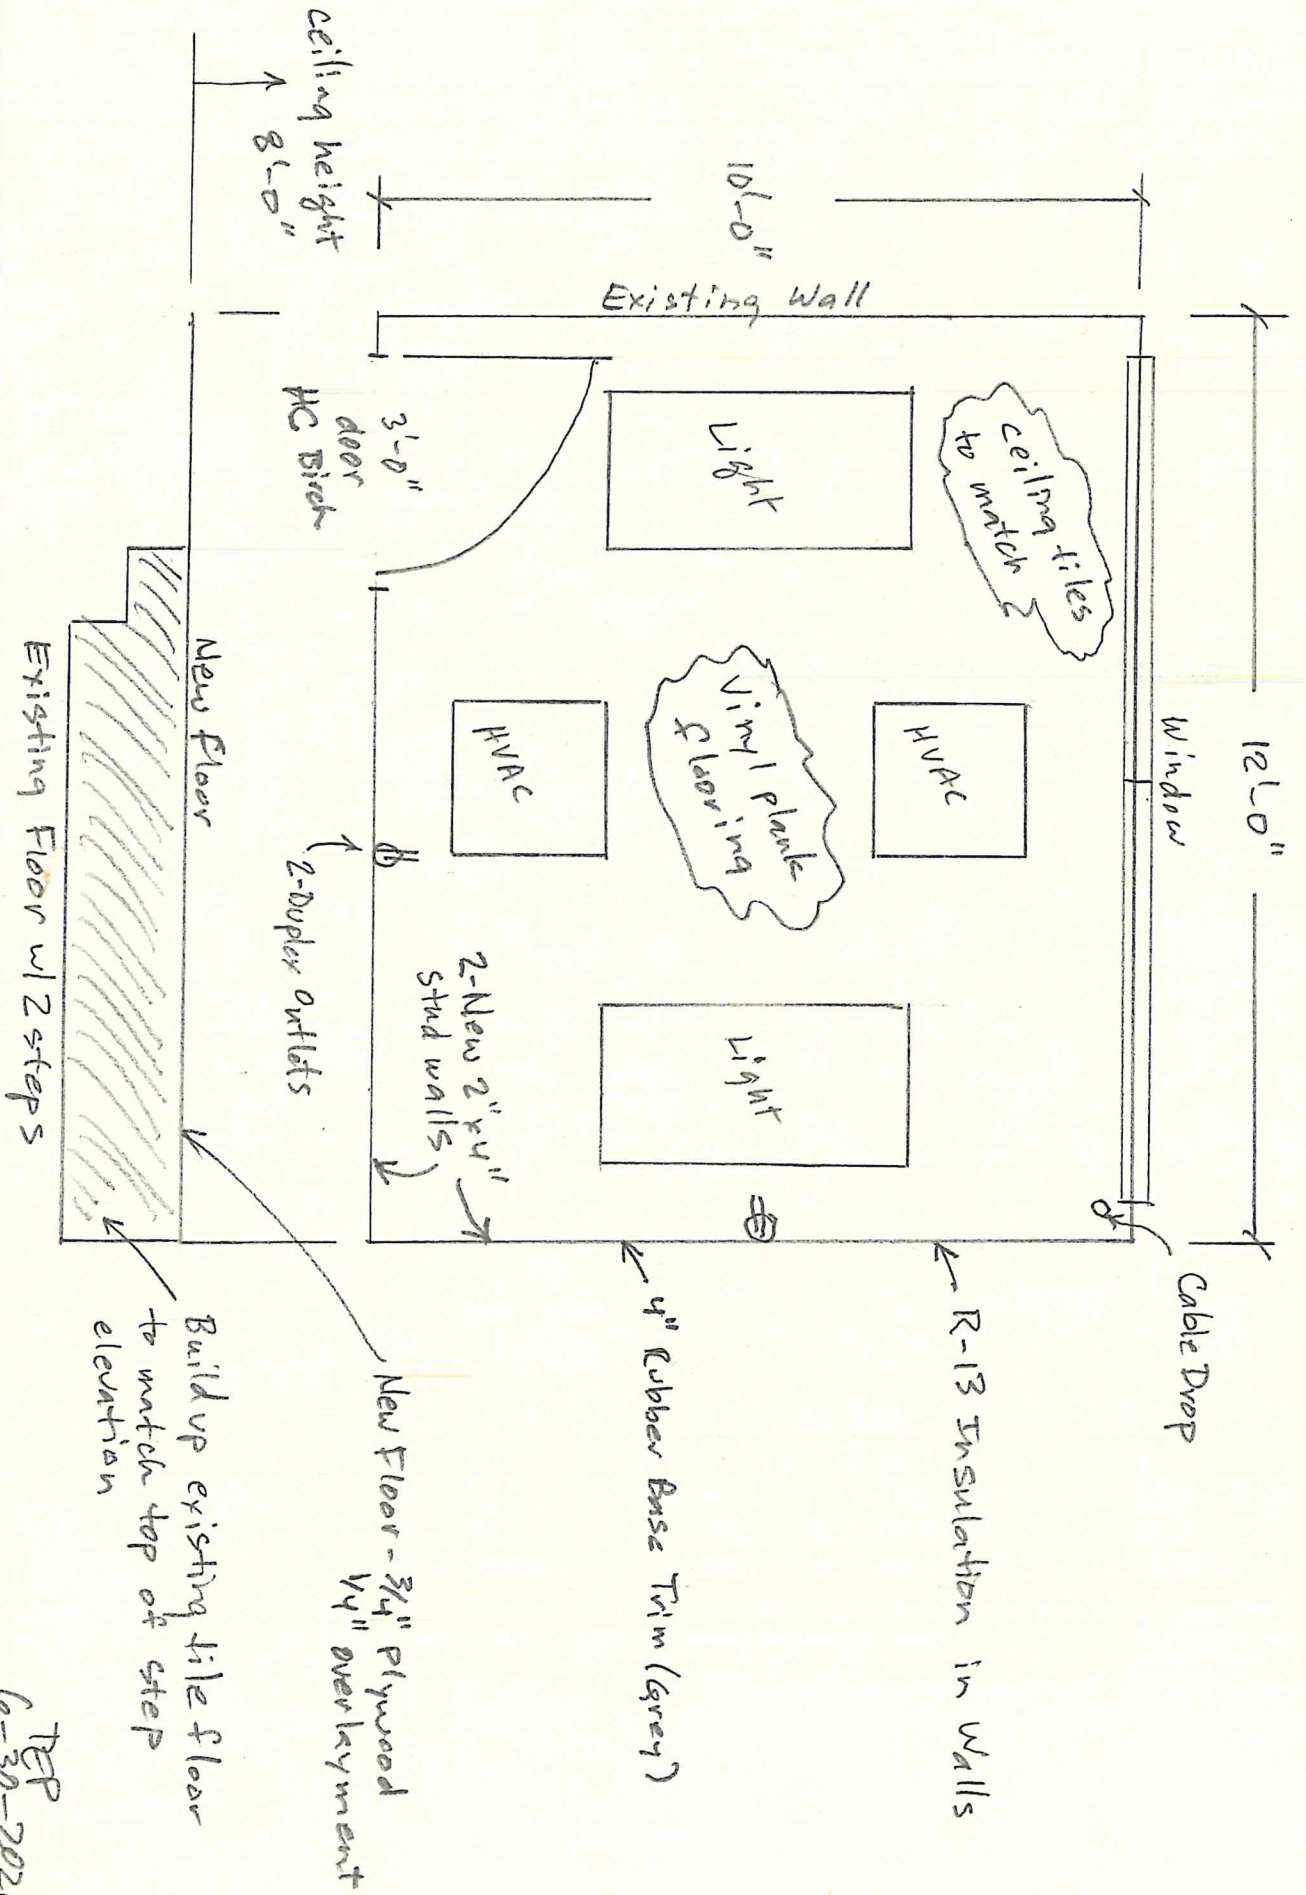 12'-0"
Window
Cable Drop
ceiling tiles
to match
Existing Wall
10'-0"
Light
HVAC
R-13 Insulation in Walls
Vinyl plank
flooring
Light
HVAC
4" Rubber Base Trim (Grey)
2-New 2"x4"
stud walls
3'-0"
door
HC Birch
2-Duplex Outlets
ceiling height
8'-0"
New Floor - 3/4" Plywood
1/4" overlayment
New Floor
Build up existing tile floor
to match top of step
elevation
Existing Floor w/ 2 steps